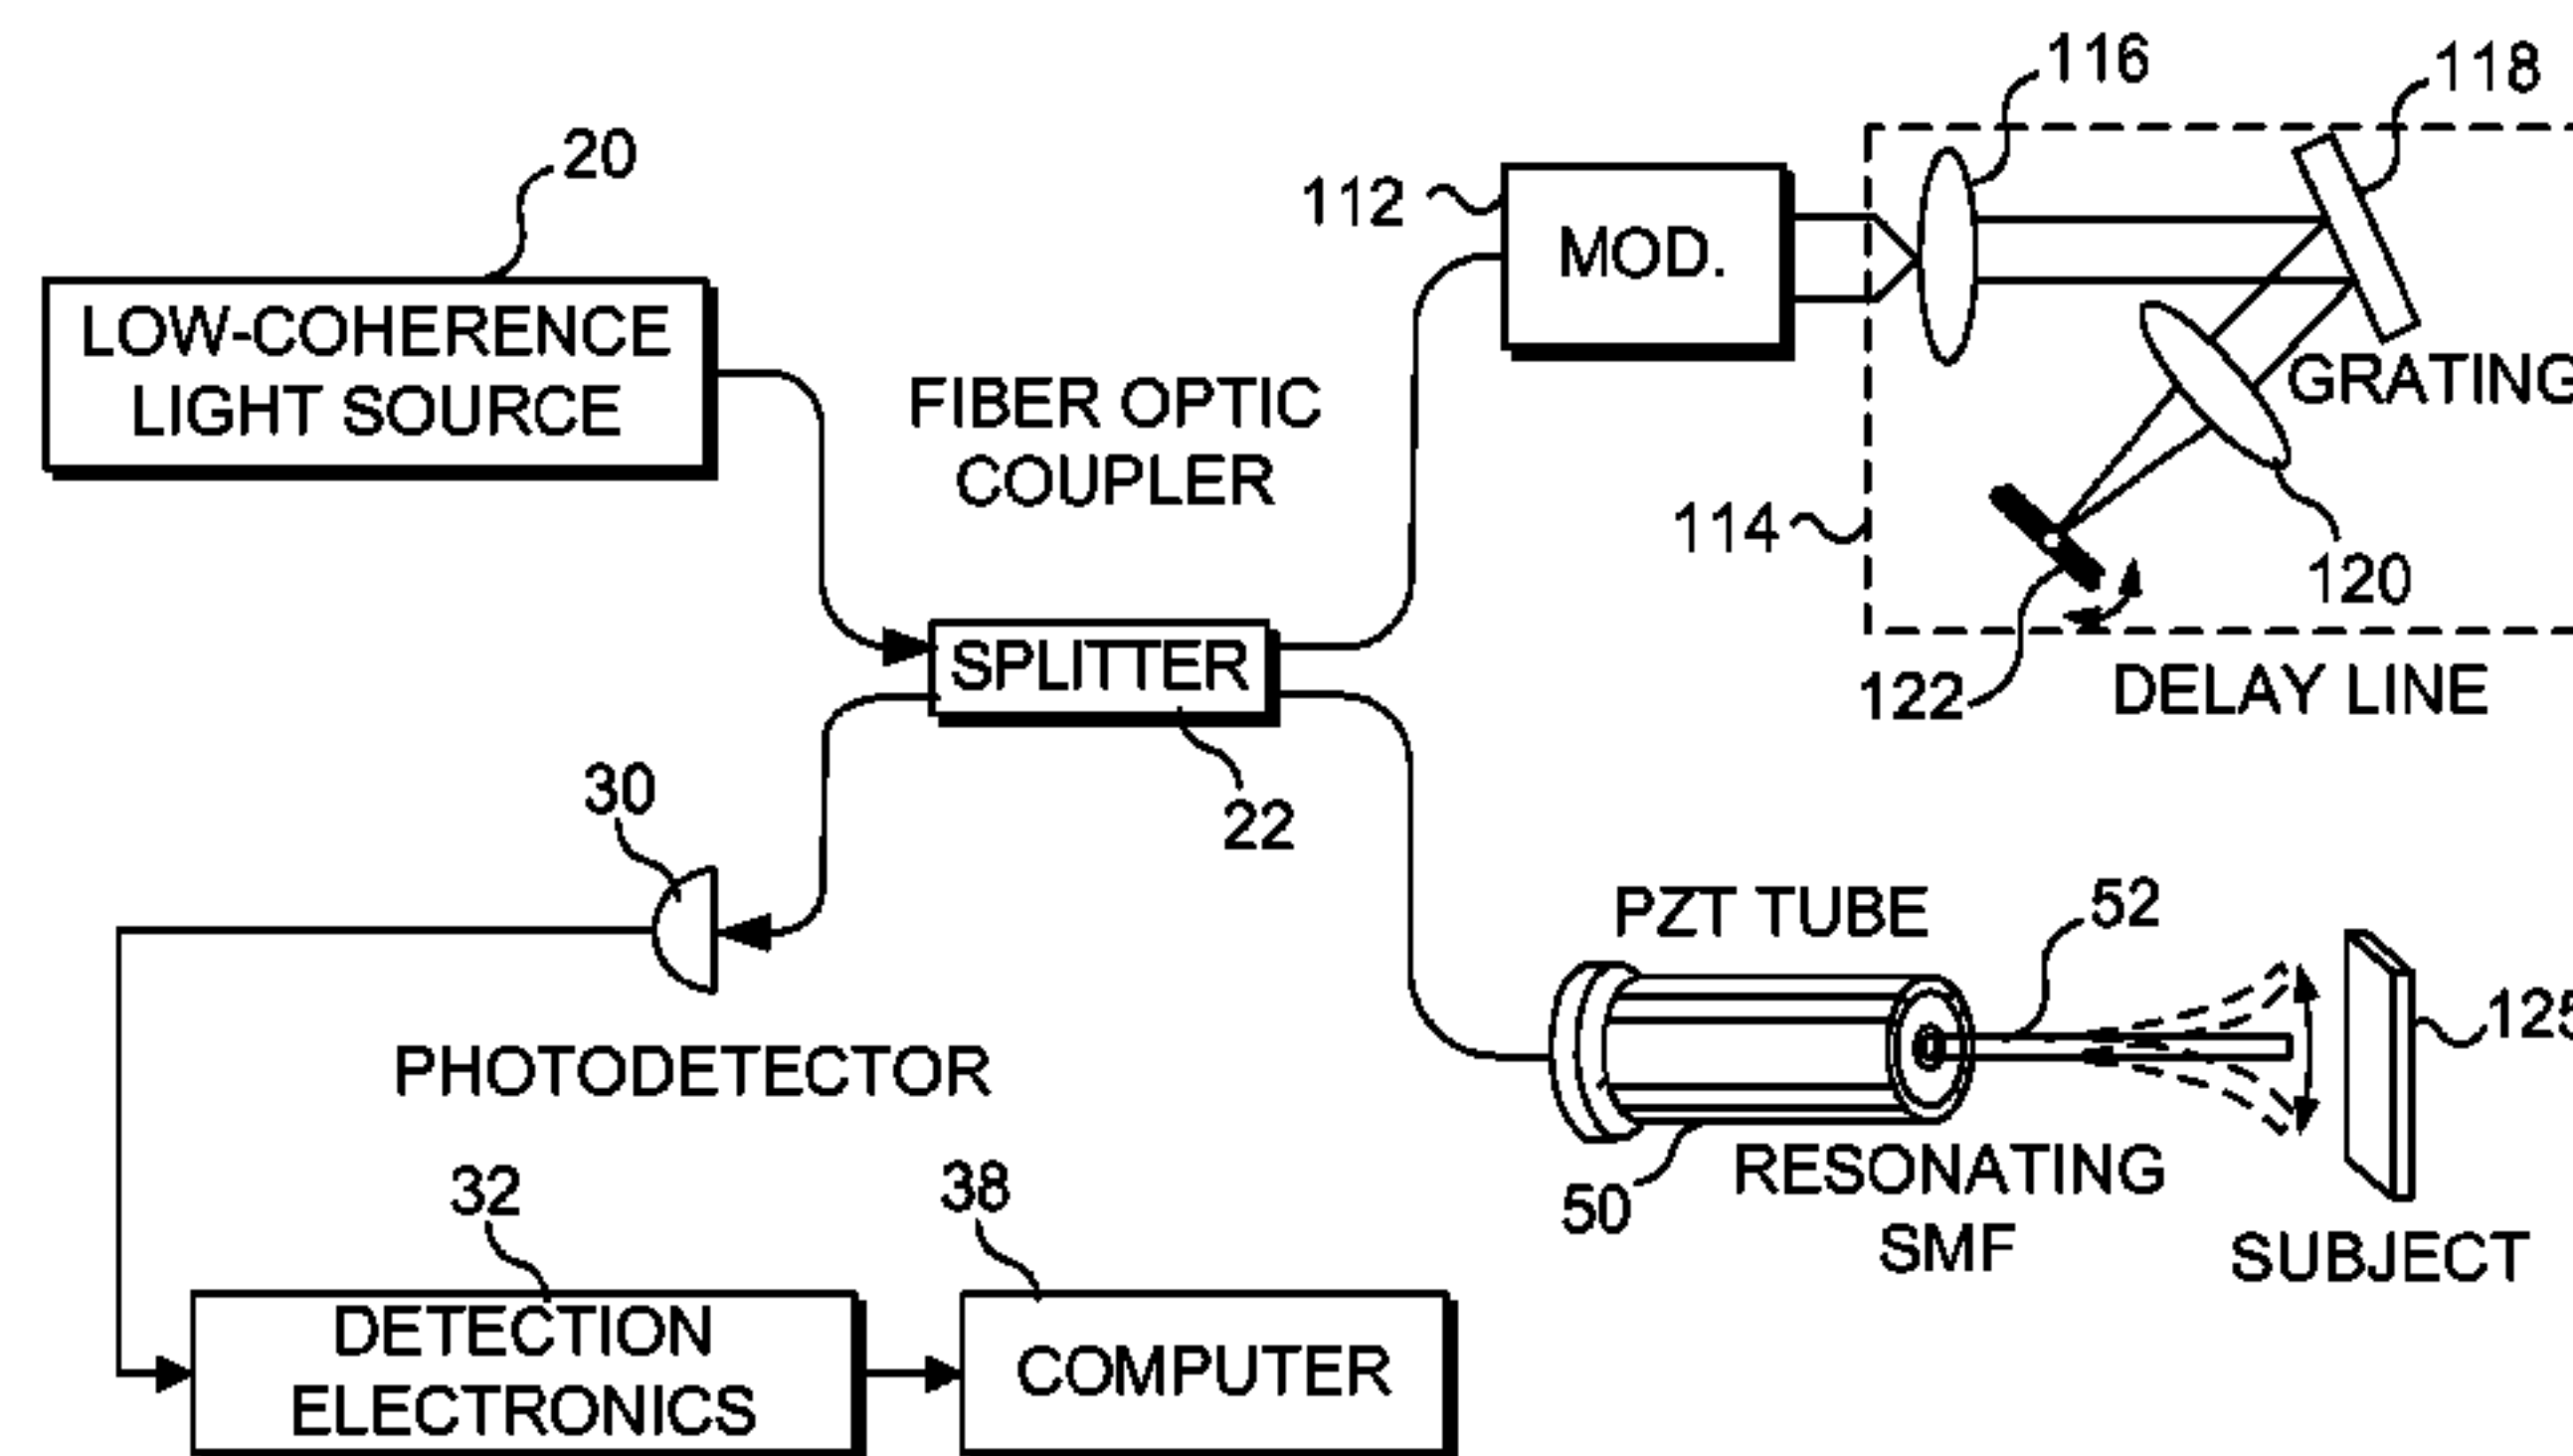 116
118
20
112
MOD.
LOW-COHERENCE
LIGHT SOURCE
FIBER OPTIC
COUPLER
GRATING
114
120
SPLITTER
122
DELAY LINE
30
22
PZT TUBE
52
125
PHOTODETECTOR
RESONATING
SMF
50
SUBJECT
32
38
DETECTION
ELECTRONICS
COMPUTER